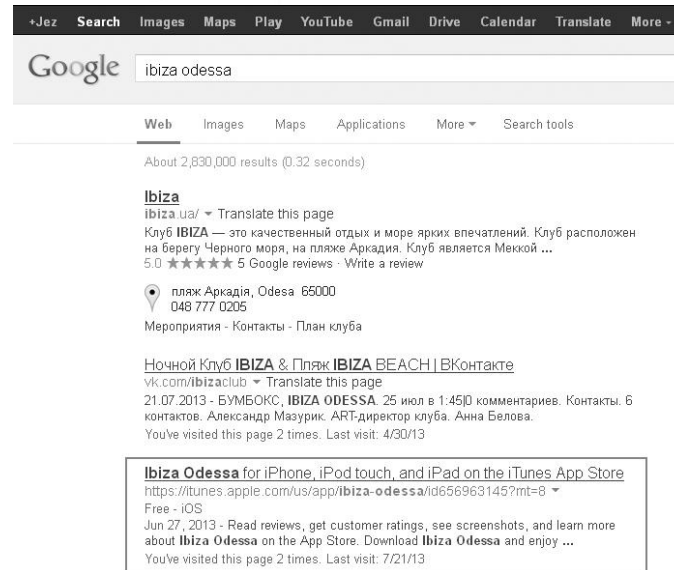 +Jez Search Images Maps Play YouTube Gmail Drive Calendar Translate More
Google
ibiza odessa
Web Images Maps Applications More Search tools
About 2,830,000 results (0.32 seconds)
Ibiza
ibiza.ua/ Translate this page
Клуб IBIZA — это качественный отдых и море ярких впечатлений. Клуб расположен
на берегу Черного моря, на пляже Аркадия. Клуб является Меккой ...
5.0 ★★★★★ 5 Google reviews · Write a review
пляж Аркадія, Odesa 65000
048 777 0205
Мероприятия - Контакты - План клуба
Ночной Клуб IBIZA & Пляж IBIZA BEACH | ВКонтакте
vk.com/ibizaclub Translate this page
21.07.2013 - БУМБОКС, IBIZA ODESSA. 25 июл в 1:45|0 комментариев. Контакты. 6
контактов. Александр Мазурик. ART-директор клуба. Анна Белова.
You've visited this page 2 times. Last visit: 4/30/13
Ibiza Odessa for iPhone, iPod touch, and iPad on the iTunes App Store
https://itunes.apple.com/us/app/ibiza-odessa/id656963145?mt=8
Free - iOS
Jun 27, 2013 - Read reviews, get customer ratings, see screenshots, and learn more
about Ibiza Odessa on the App Store. Download Ibiza Odessa and enjoy ...
You've visited this page 2 times. Last visit: 7/21/13